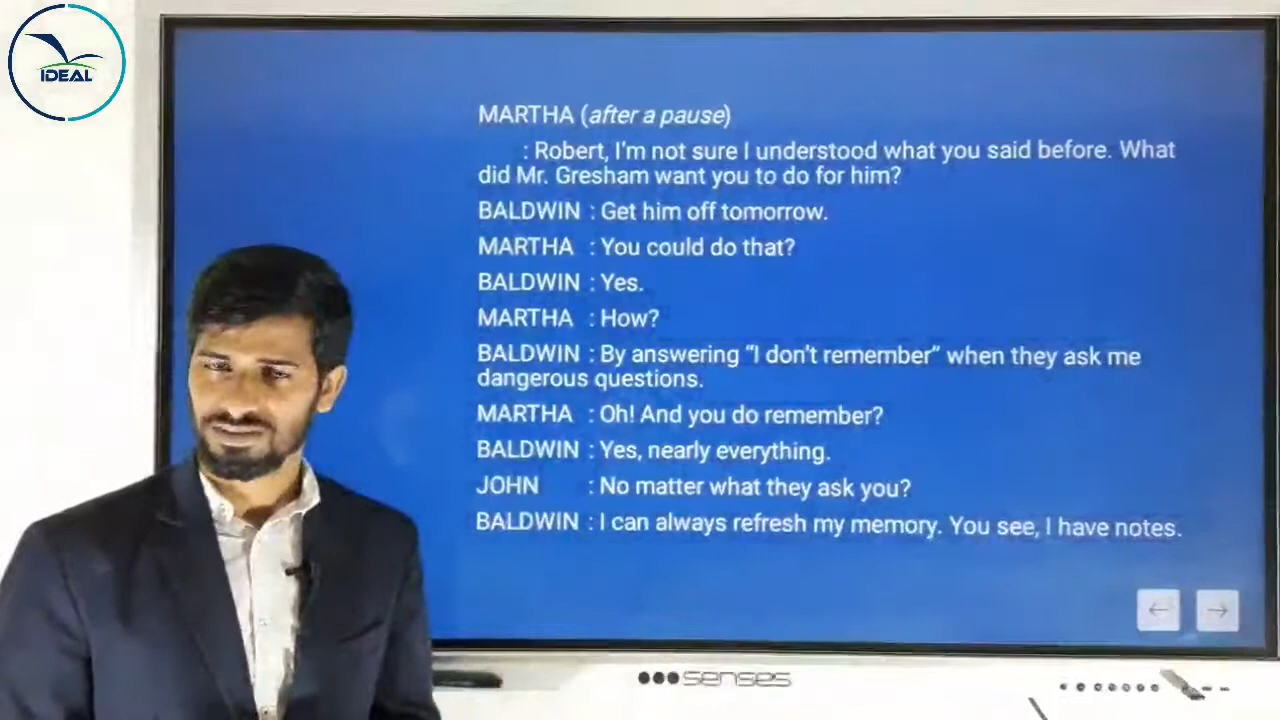 IDEAL
MARTHA (after a pause)
: Robert, I'm not sure I understood what you said before. What
did Mr. Gresham want you to do for him?
BALDWIN : Get him off tomorrow.
MARTHA : You could do that?
BALDWIN : Yes.
MARTHA : How?
BALDWIN : By answering “I don't remember” when they ask me
dangerous questions.
MARTHA : Oh! And you do remember?
BALDWIN : Yes, nearly everything.
JOHN : No matter what they ask you?
BALDWIN : I can always refresh my memory. You see, I have notes.
senses